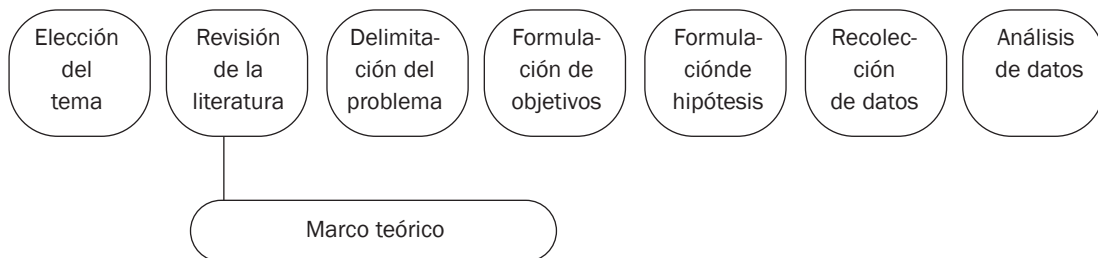 Elección
del
tema
Revisión
de la
literatura
Delimita-
ción del
problema
Formula-
ción de
objetivos
Formula-
ciónde
hipótesis
Recolec-
ción
de datos
Análisis
de datos
Marco teórico